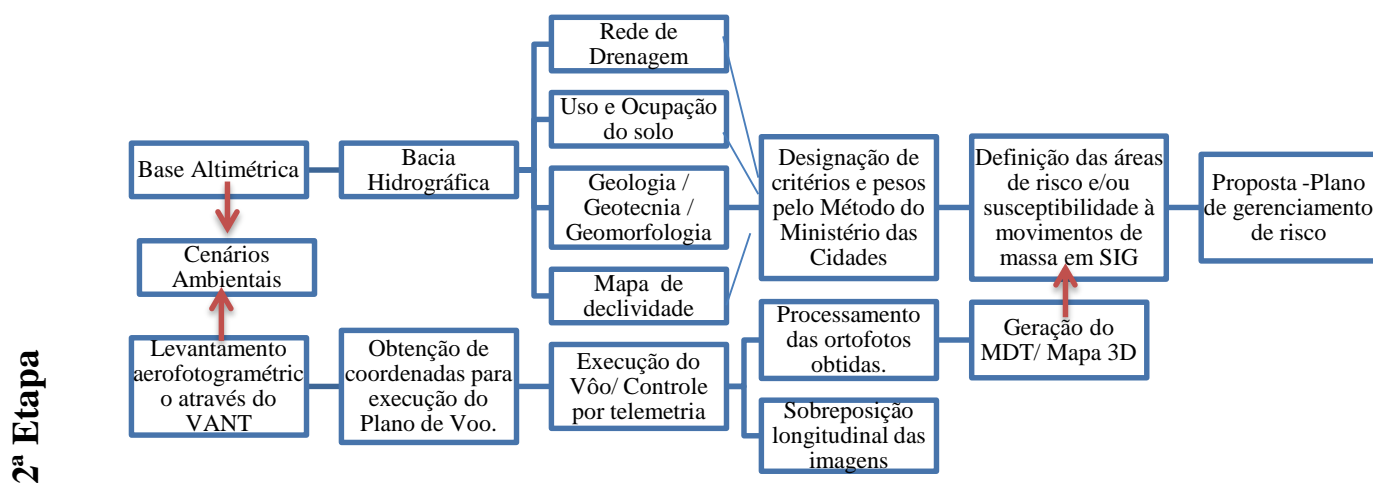 Rede de
Drenagem
Uso e Ocupação
do solo
Base Altimétrica
Bacia
Hidrográfica
Geologia /
Geotecnia /
Geomorfologia
Designação de
critérios e pesos
pelo Método do
Ministério das
Cidades
Definição das áreas
de risco e/ou
susceptibilidade à
movimentos de
massa em SIG
Proposta -Plano
de gerenciamento
de risco
Cenários
Ambientais
Mapa de
declividade
2ª Etapa
Levantamento
aerofotogramétric
o através do
VANT
Obtenção de
coordenadas para
execução do
Plano de Voo.
Execução do
Vôo/ Controle
por telemetria
Processamento
das ortofotos
obtidas.
Geração do
MDT/ Mapa 3D
Sobreposição
longitudinal das
imagens